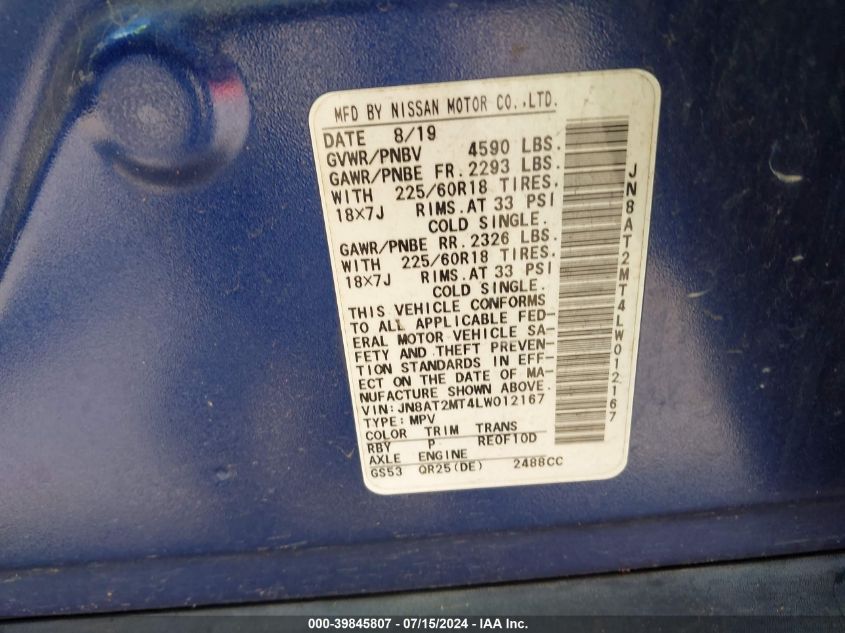 MFD BY NISSAN MOTOR CO.,LTD.
DATE 8/19
GVWR/PNBV 4590 LBS.
GAWR/PNBE FR. 2293 LBS.
WITH 225/60R18 TIRES,
18×7J RIMS.AT 33 PSI
COLD SINGLE.
GAWR/PNBE RR. 2326 LBS.
WITH 225/60R18 TIRES,
18×7J RIMS.AT 33 PSI
COLD SINGLE.
THIS VEHICLE CONFORMS
TO ALL APPLICABLE FED-
ERAL MOTOR VEHICLE SA-
FETY AND THEFT PREVEN-
TION STANDARDS IN EFF-
ECT ON THE DATE OF MA-
NUFACTURE SHOWN ABOVE.
VIN: JN8AT2MT4LW012167
TYPE: MPV
COLOR TRIM TRANS
RBY P RE0F10D
AXLE ENGINE
GS53 QR25(DE) 2488CC
JN8AT2MT4LW012167
000-39845807 / 07/15/2024 - IAA Inc.